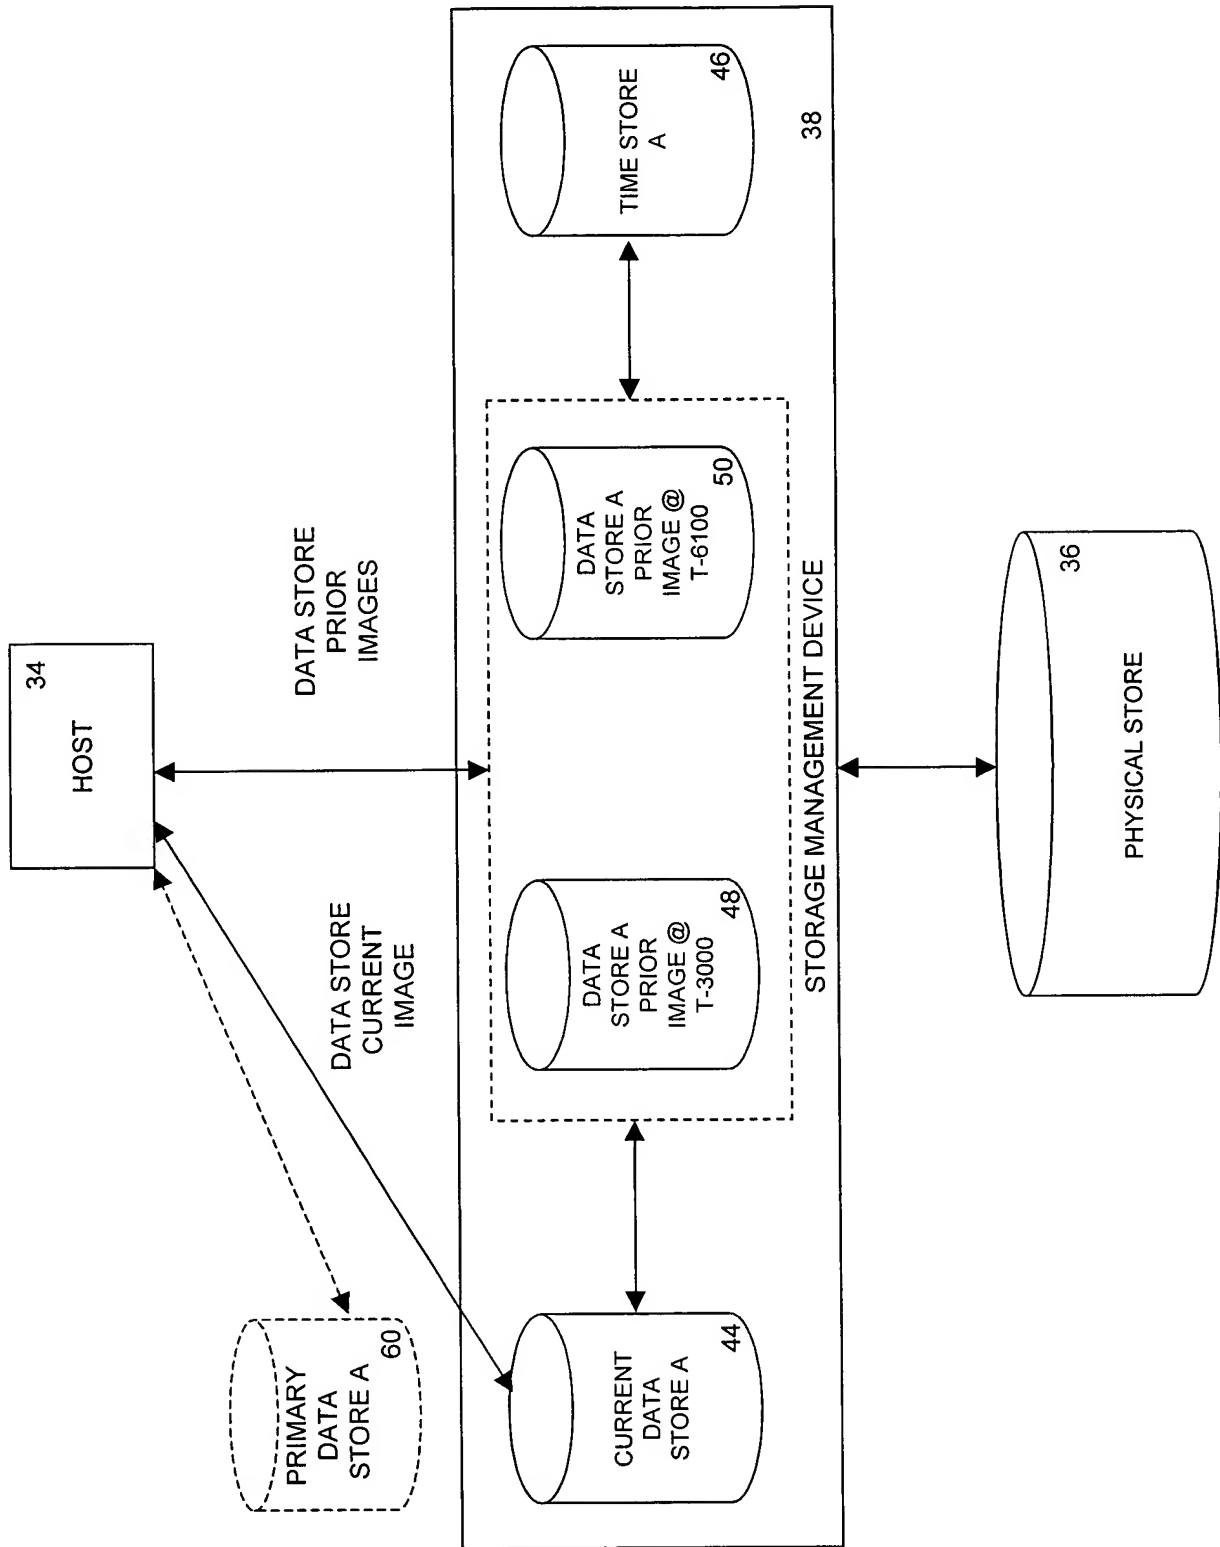 34
HOST
DATA STORE
PRIOR
IMAGES
DATA STORE
CURRENT
IMAGE
PRIMARY
DATA
STORE A
60
CURRENT
DATA
STORE A
44
DATA
STORE A
PRIOR
IMAGE @
T-3000
48
DATA
STORE A
PRIOR
IMAGE @
T-6100
50
TIME STORE
A
46
STORAGE MANAGEMENT DEVICE
38
36
PHYSICAL STORE